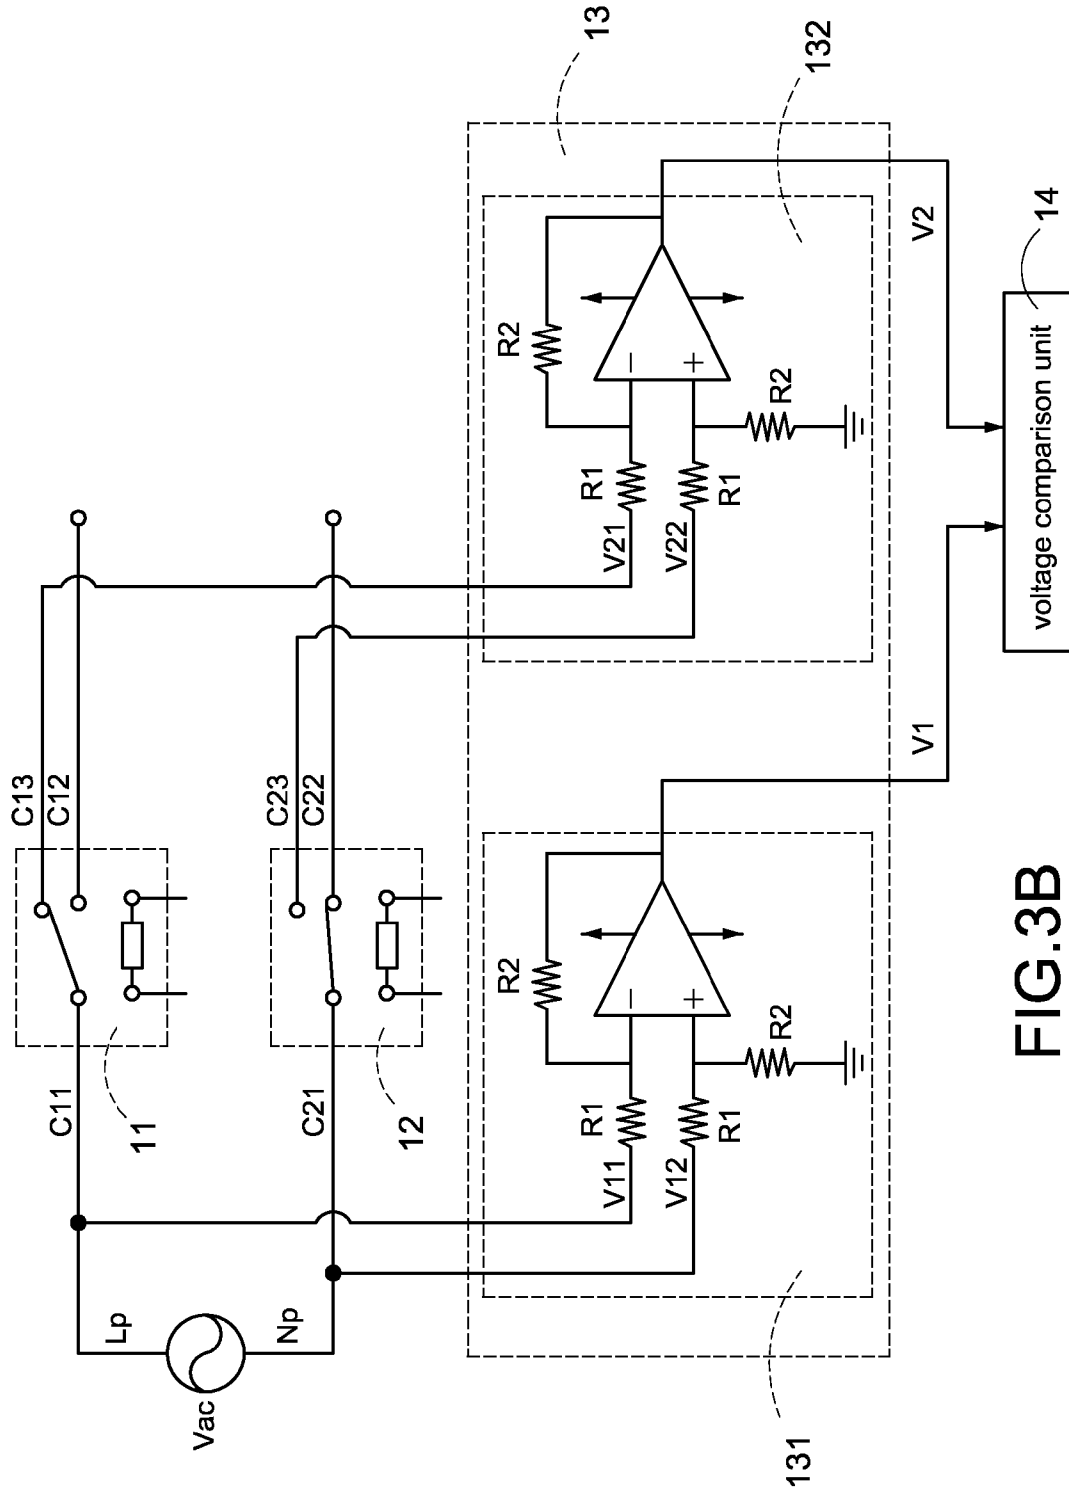 Vac
Lp
Np
C11
C21
11
12
C13
C12
C23
C22
13
132
131
V11
V12
R1
R1
R2
R2
−
+
V21
V22
R1
R1
R2
R2
−
+
V1
V2
14
voltage comparison unit
FIG.3B